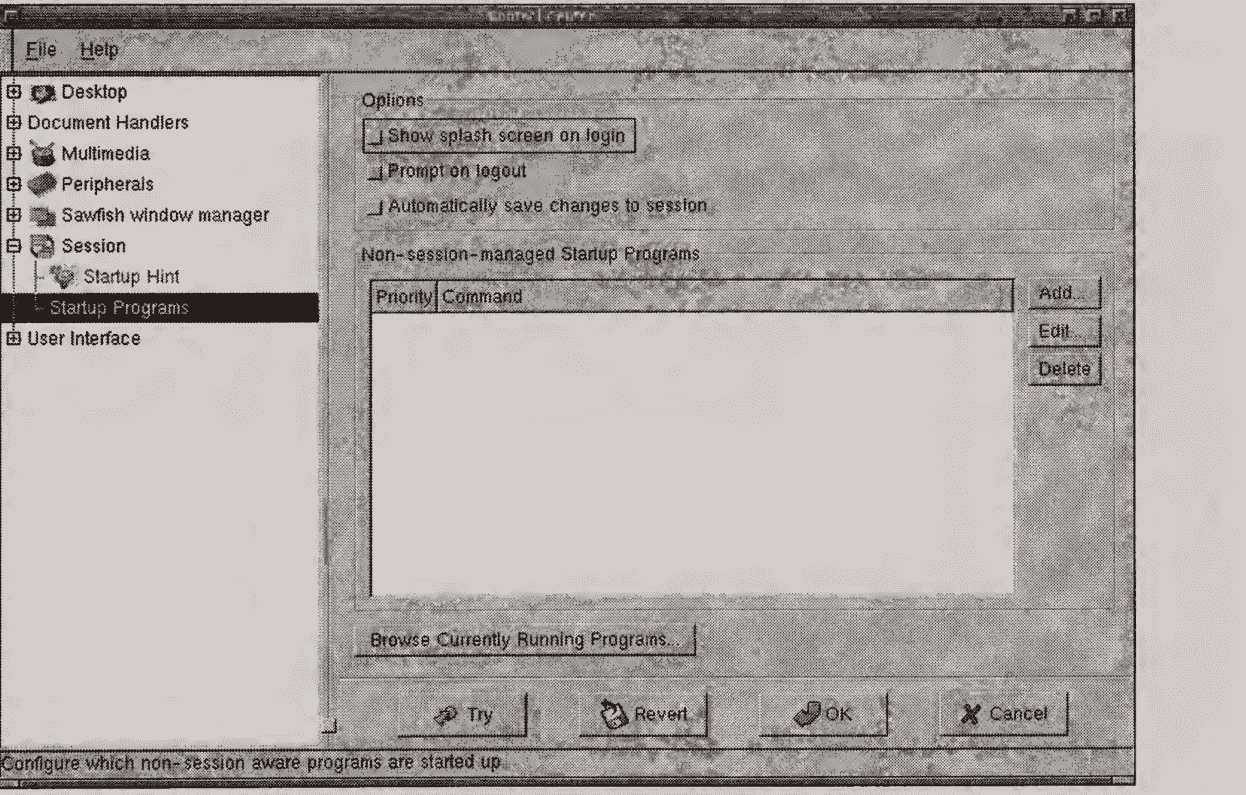 Control Center
File Help
Desktop
Document Handlers
Multimedia
Peripherals
Sawfish window manager
Session
Startup Hint
Startup Programs
User Interface
Options
Show splash screen on login
Prompt on logout
Automatically save changes to session
Non-session-managed Startup Programs
Priority Command
Add...
Edit...
Delete
Browse Currently Running Programs...
Try Revert OK Cancel
Configure which non-session aware programs are started up.